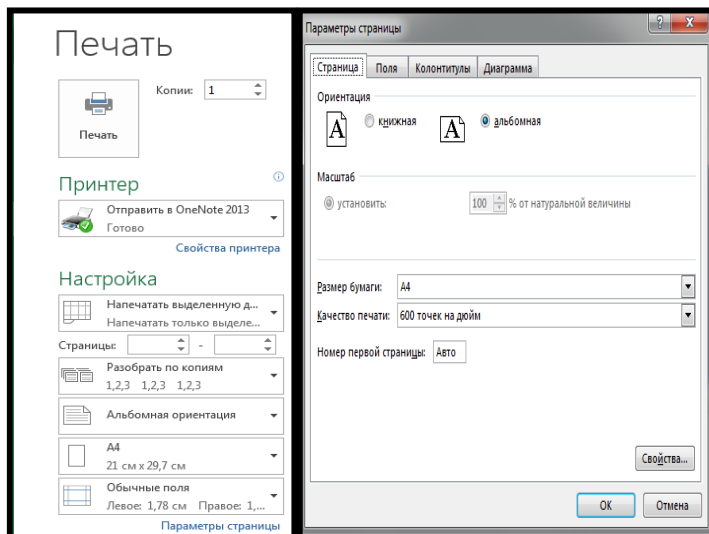 Печать
Копии: 1
Печать
Принтер
Отправить в OneNote 2013
Готово
Свойства принтера
Настройка
Напечатать выделенную д...
Напечатать только выделе...
Страницы: -
Разобрать по копиям
1,2,3 1,2,3 1,2,3
Альбомная ориентация
A4
21 см x 29,7 см
Обычные поля
Левое: 1,78 см Правое: 1,...
Параметры страницы
Параметры страницы
Страница Поля Колонтитулы Диаграмма
Ориентация
A книжная A альбомная
Масштаб
установить: 100 % от натуральной величины
Размер бумаги: A4
Качество печати: 600 точек на дюйм
Номер первой страницы: Авто
Свойства...
ОК Отмена